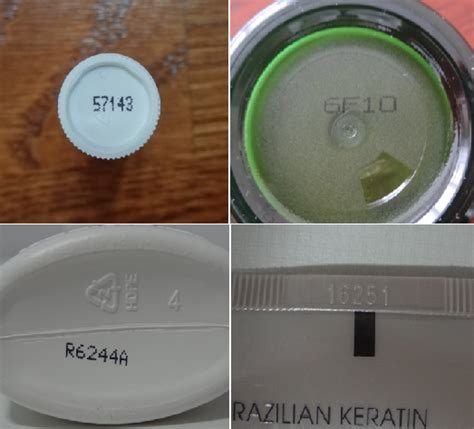 57143
6E10
HDPE
4
R6244A
16251
RAZILIAN KERATIN